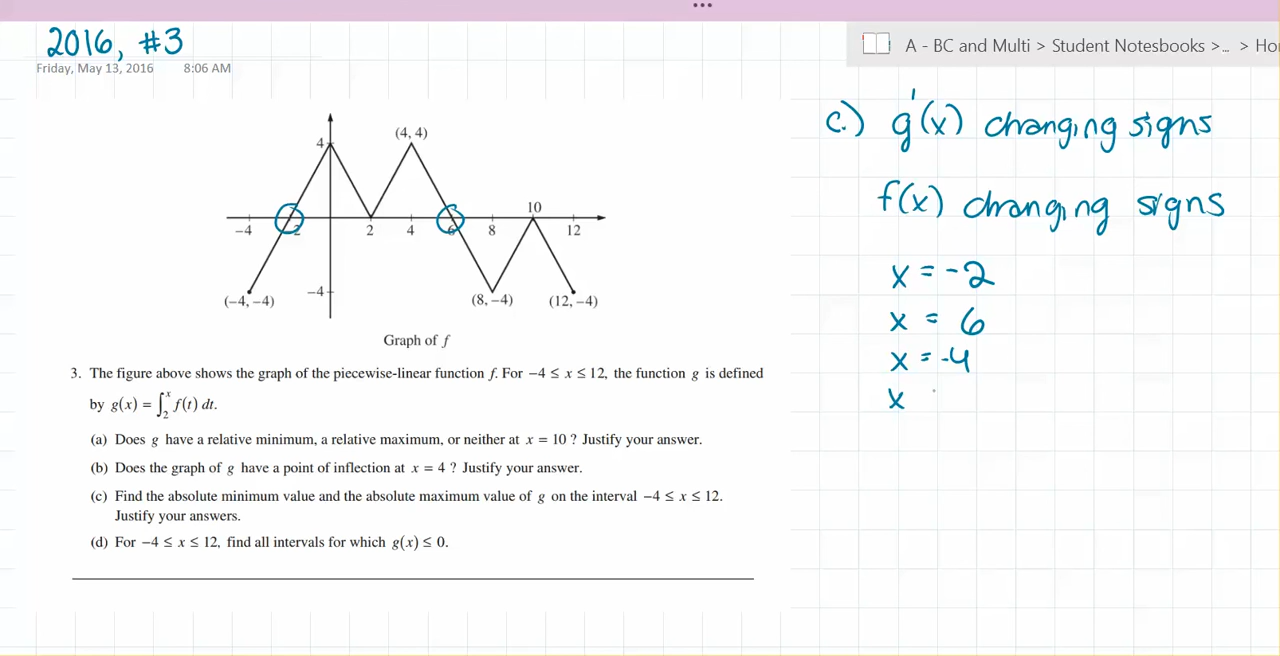 2016, #3
Friday, May 13, 2016 8:06 AM
A - BC and Multi > Student Notesbooks >... > Ho
(4, 4)
4
10
-4 2 2 4 6 8 12
-4
(-4, -4) (8, -4) (12, -4)
Graph of f
3. The figure above shows the graph of the piecewise-linear function f. For −4 ≤ x ≤ 12, the function g is defined
by g(x) = ∫₂ˣ f(t) dt.
(a) Does g have a relative minimum, a relative maximum, or neither at x = 10 ? Justify your answer.
(b) Does the graph of g have a point of inflection at x = 4 ? Justify your answer.
(c) Find the absolute minimum value and the absolute maximum value of g on the interval −4 ≤ x ≤ 12.
Justify your answers.
(d) For −4 ≤ x ≤ 12, find all intervals for which g(x) ≤ 0.
c.) g'(x) changing signs
f(x) changing signs
x = -2
x = 6
x = -4
x